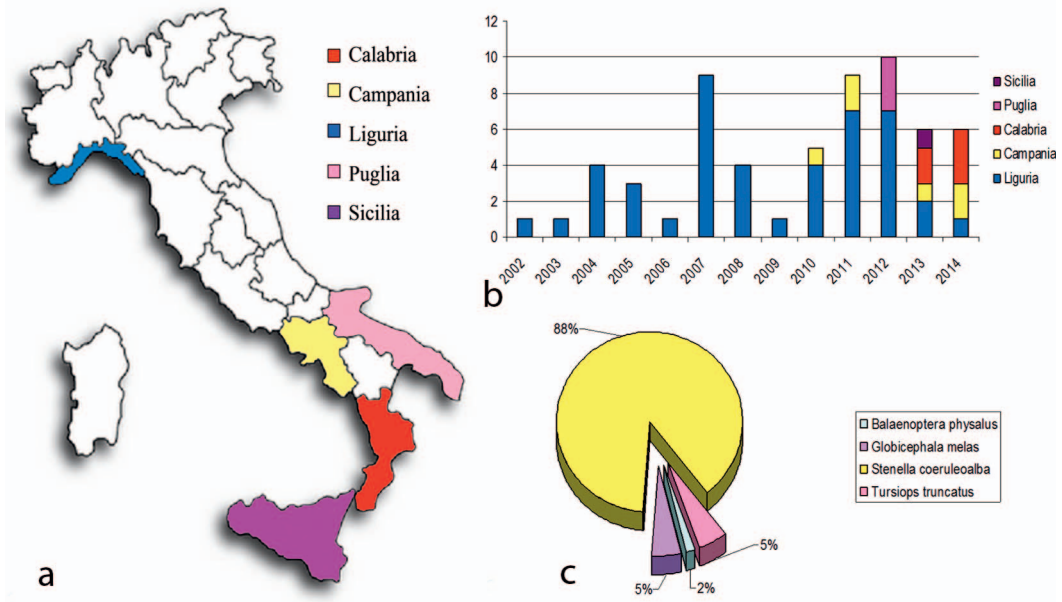 Calabria
Campania
Liguria
Puglia
Sicilia
a
12
10
8
6
4
2
0
2002
2003
2004
2005
2006
2007
2008
2009
2010
2011
2012
2013
2014
Sicilia
Puglia
Calabria
Campania
Liguria
b
88%
5%
2%
5%
Balaenoptera physalus
Globicephala melas
Stenella coeruleoalba
Tursiops truncatus
c